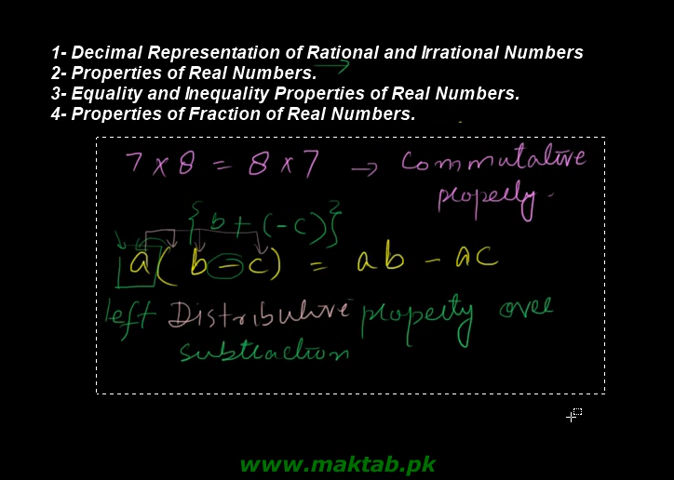 1- Decimal Representation of Rational and Irrational Numbers
2- Properties of Real Numbers.
3- Equality and Inequality Properties of Real Numbers.
4- Properties of Fraction of Real Numbers.
7 × 8 = 8 × 7 → Commutative
property.
{b + (-c)}
a(b - c) = ab - ac
left Distributive property over
subtraction
www.maktab.pk